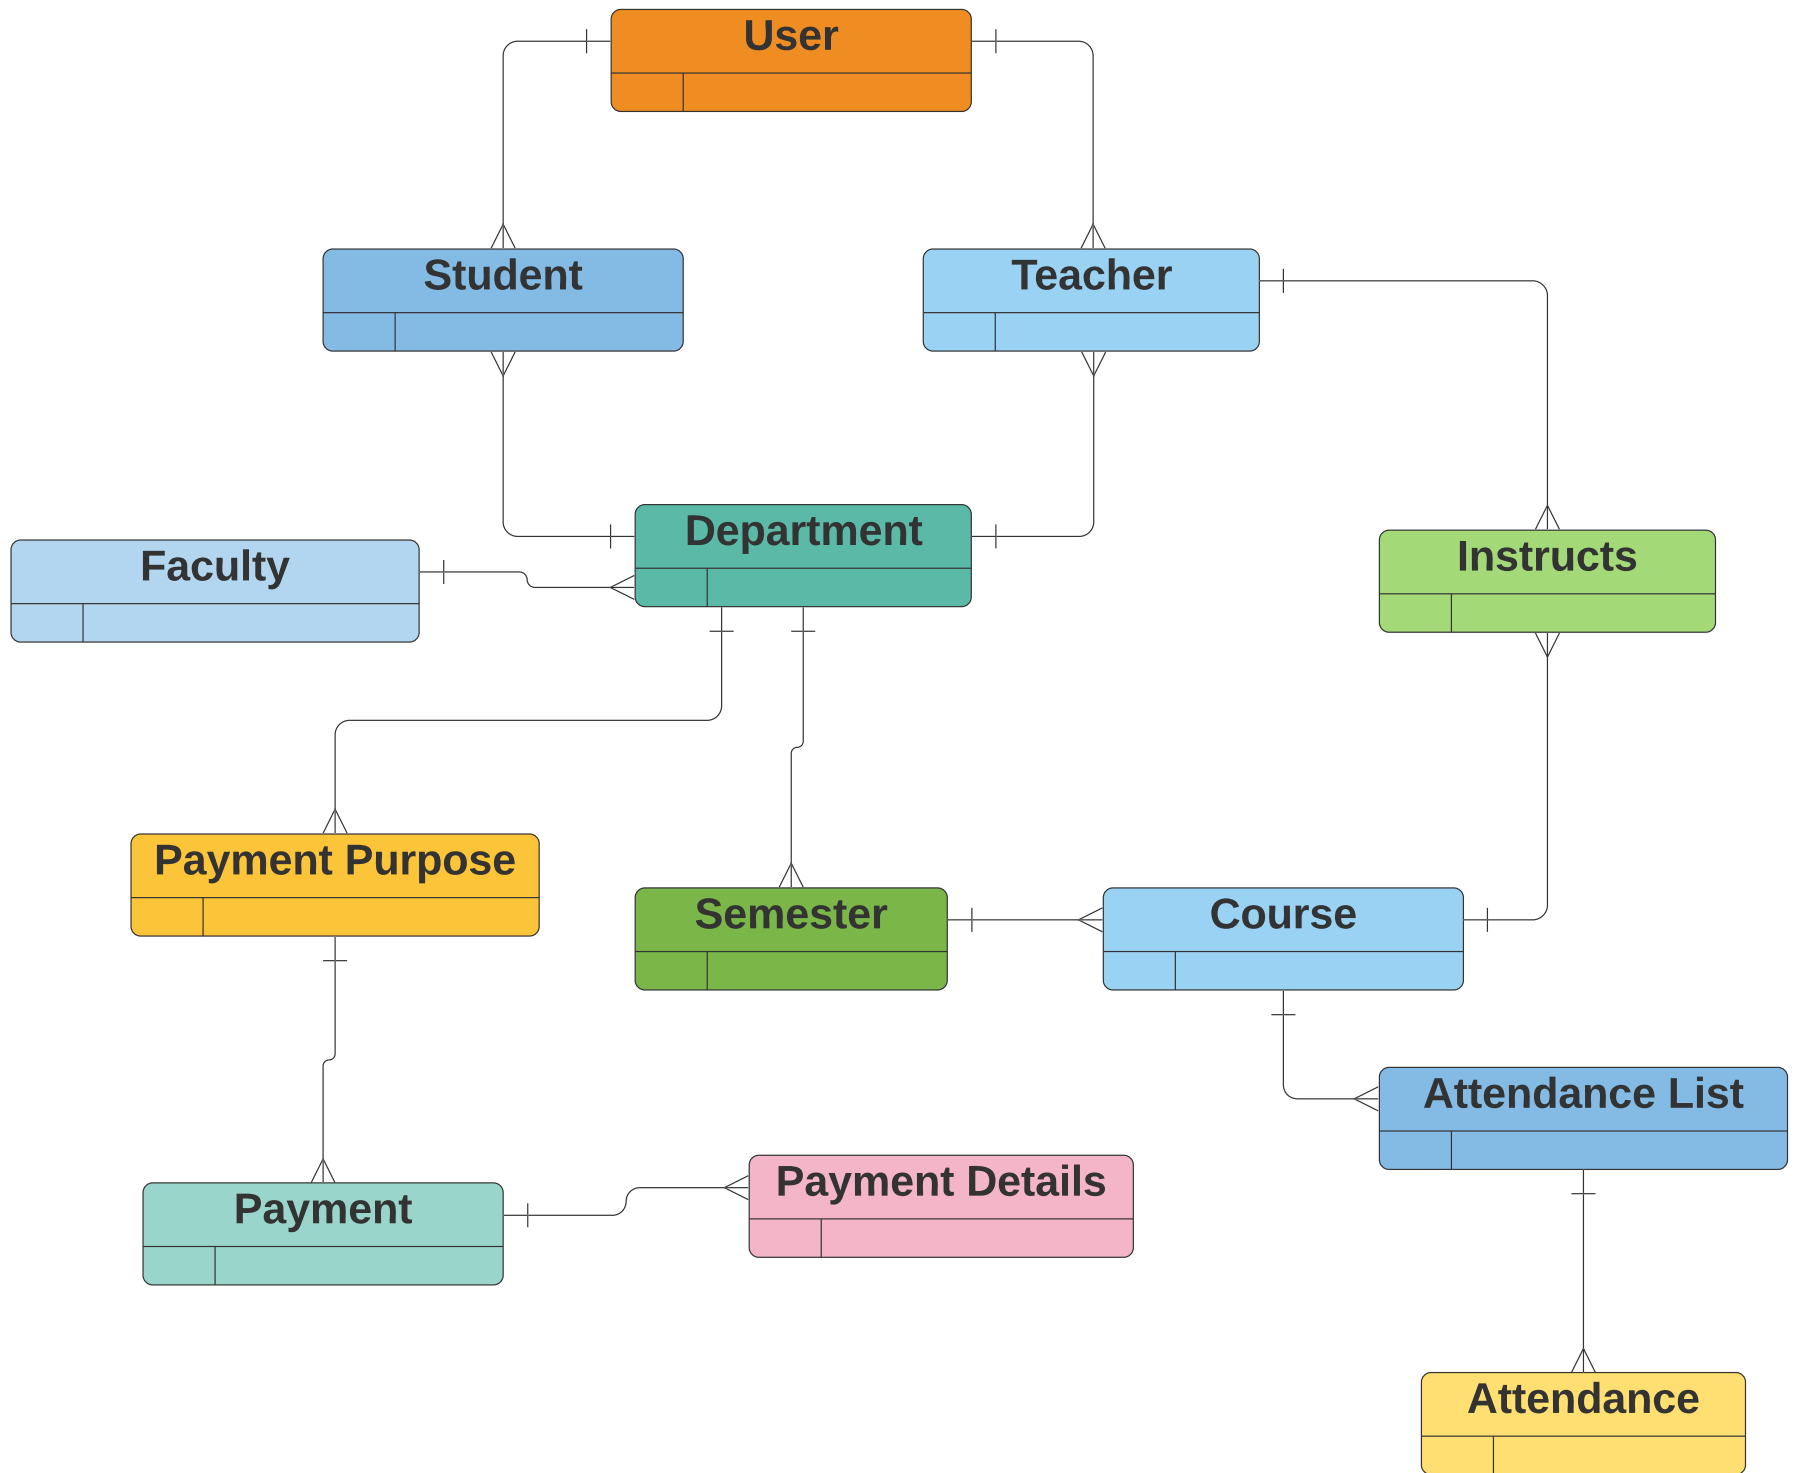 User
Student
Teacher
Department
Faculty
Instructs
Payment Purpose
Semester
Course
Attendance List
Payment Details
Payment
Attendance